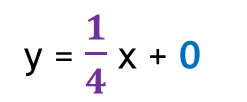 y = 1/4 x + 0